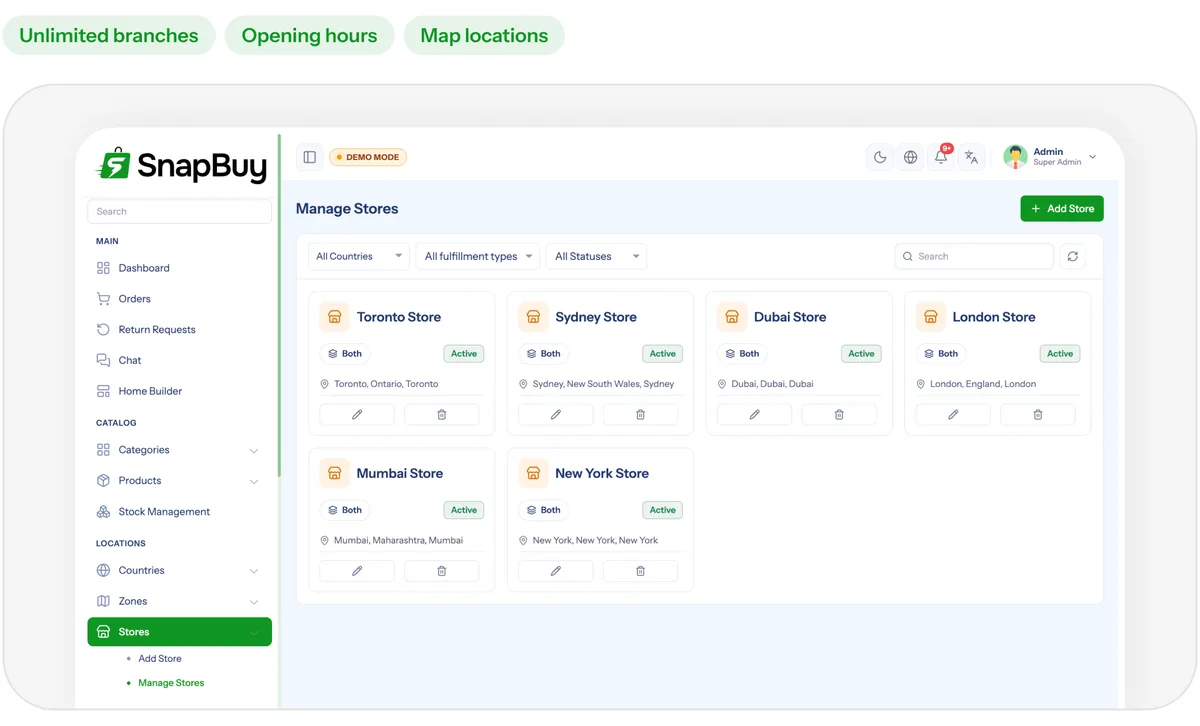 Unlimited branches
Opening hours
Map locations
SnapBuy
DEMO MODE
9+
Admin
Super Admin
Search
MAIN
Dashboard
Orders
Return Requests
Chat
Home Builder
CATALOG
Categories
Products
Stock Management
LOCATIONS
Countries
Zones
Stores
Add Store
Manage Stores
Manage Stores
+ Add Store
All Countries
All fulfillment types
All Statuses
Search
Toronto Store
Both
Active
Toronto, Ontario, Toronto
Sydney Store
Both
Active
Sydney, New South Wales, Sydney
Dubai Store
Both
Active
Dubai, Dubai, Dubai
London Store
Both
Active
London, England, London
Mumbai Store
Both
Active
Mumbai, Maharashtra, Mumbai
New York Store
Both
Active
New York, New York, New York